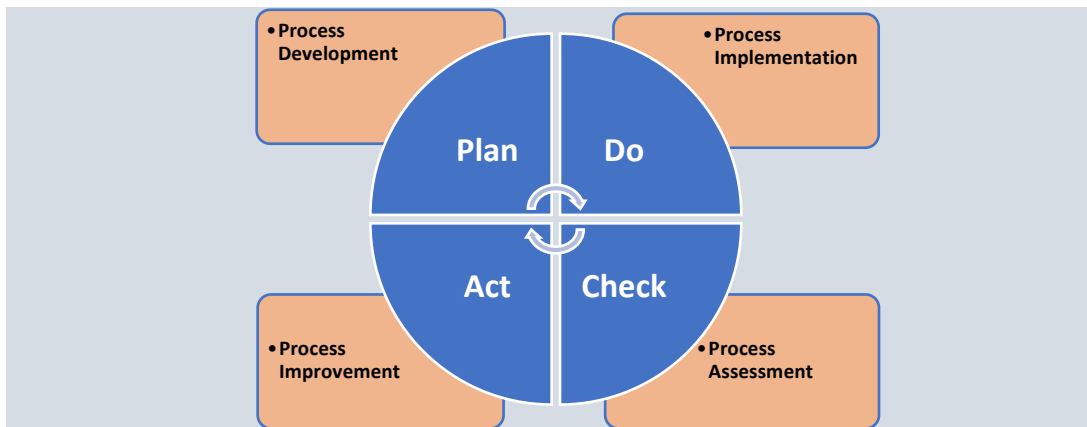 • Process
Development
• Process
Implementation
Plan
Do
Act
Check
• Process
Improvement
• Process
Assessment